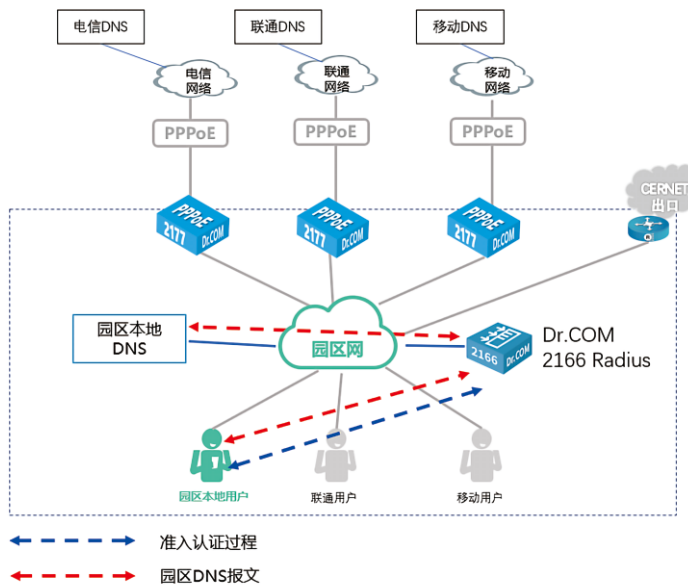 电信DNS
联通DNS
移动DNS
电信
网络
联通
网络
移动
网络
PPPoE
PPPoE
PPPoE
CERNET
出口
PPPoE
2177
Dr.COM
PPPoE
2177
Dr.COM
PPPoE
2177
Dr.COM
园区本地
DNS
园区网
2166
Dr.COM
Dr.COM
2166 Radius
园区本地用户
联通用户
移动用户
准入认证过程
园区DNS报文